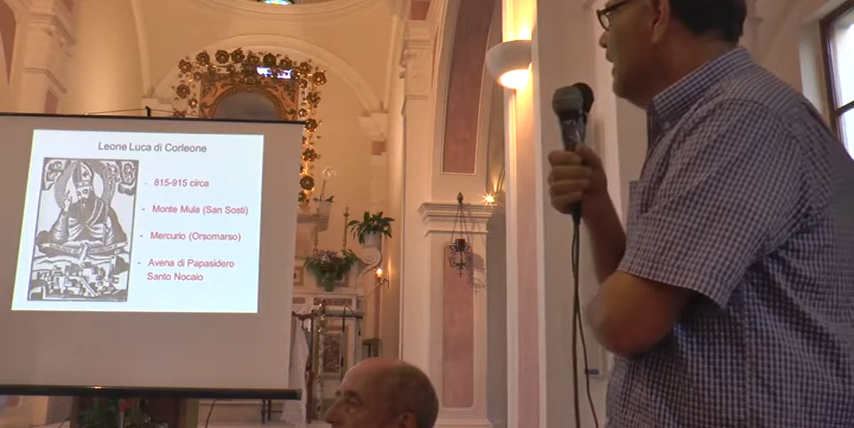 Leone Luca di Corleone
- 815-915 circa
- Monte Mula (San Sosti)
- Mercurio (Orsomarso)
- Avena di Papasidero
Santo Nocaio